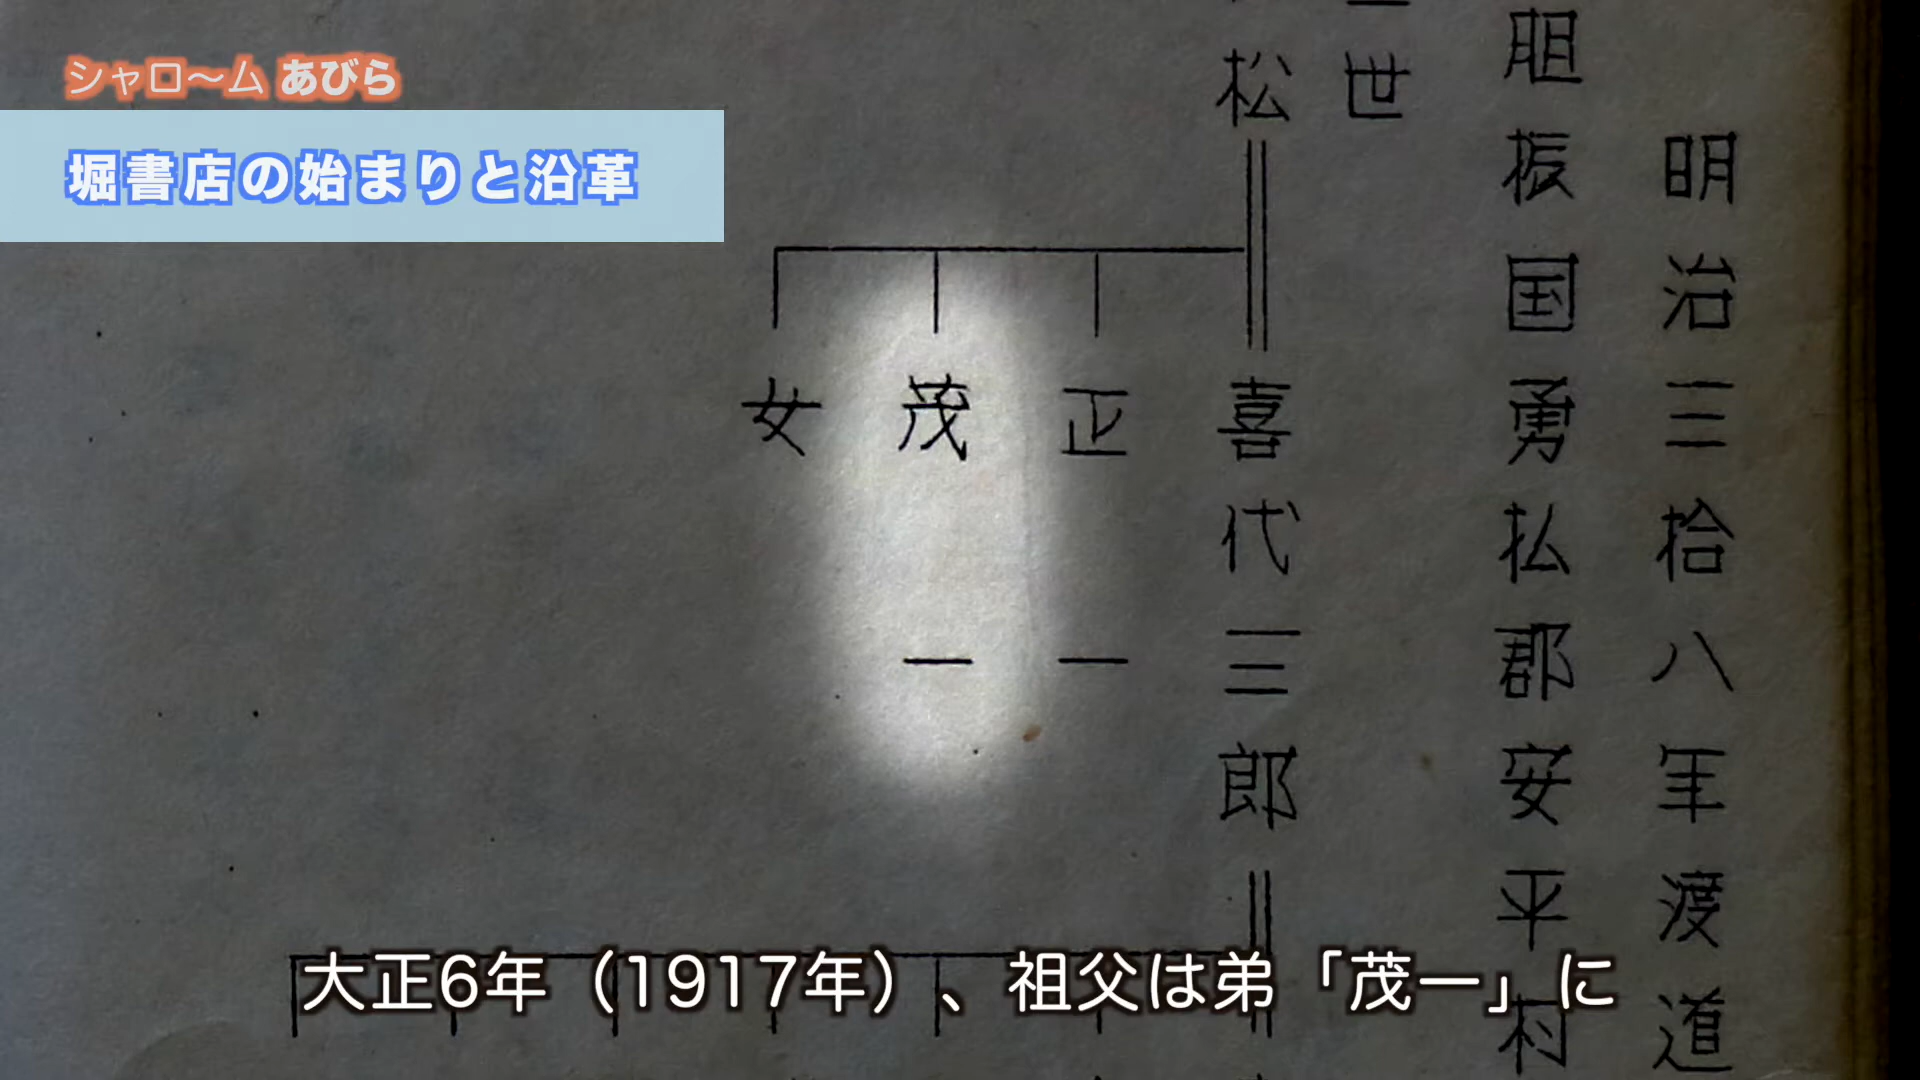 シャロ〜ム あびら
堀書店の始まりと沿革
明治三拾八年渡道
胆振国勇払郡安平村
世
松
喜代三郎
正一
茂一
女
大正6年（1917年）、祖父は弟「茂一」に